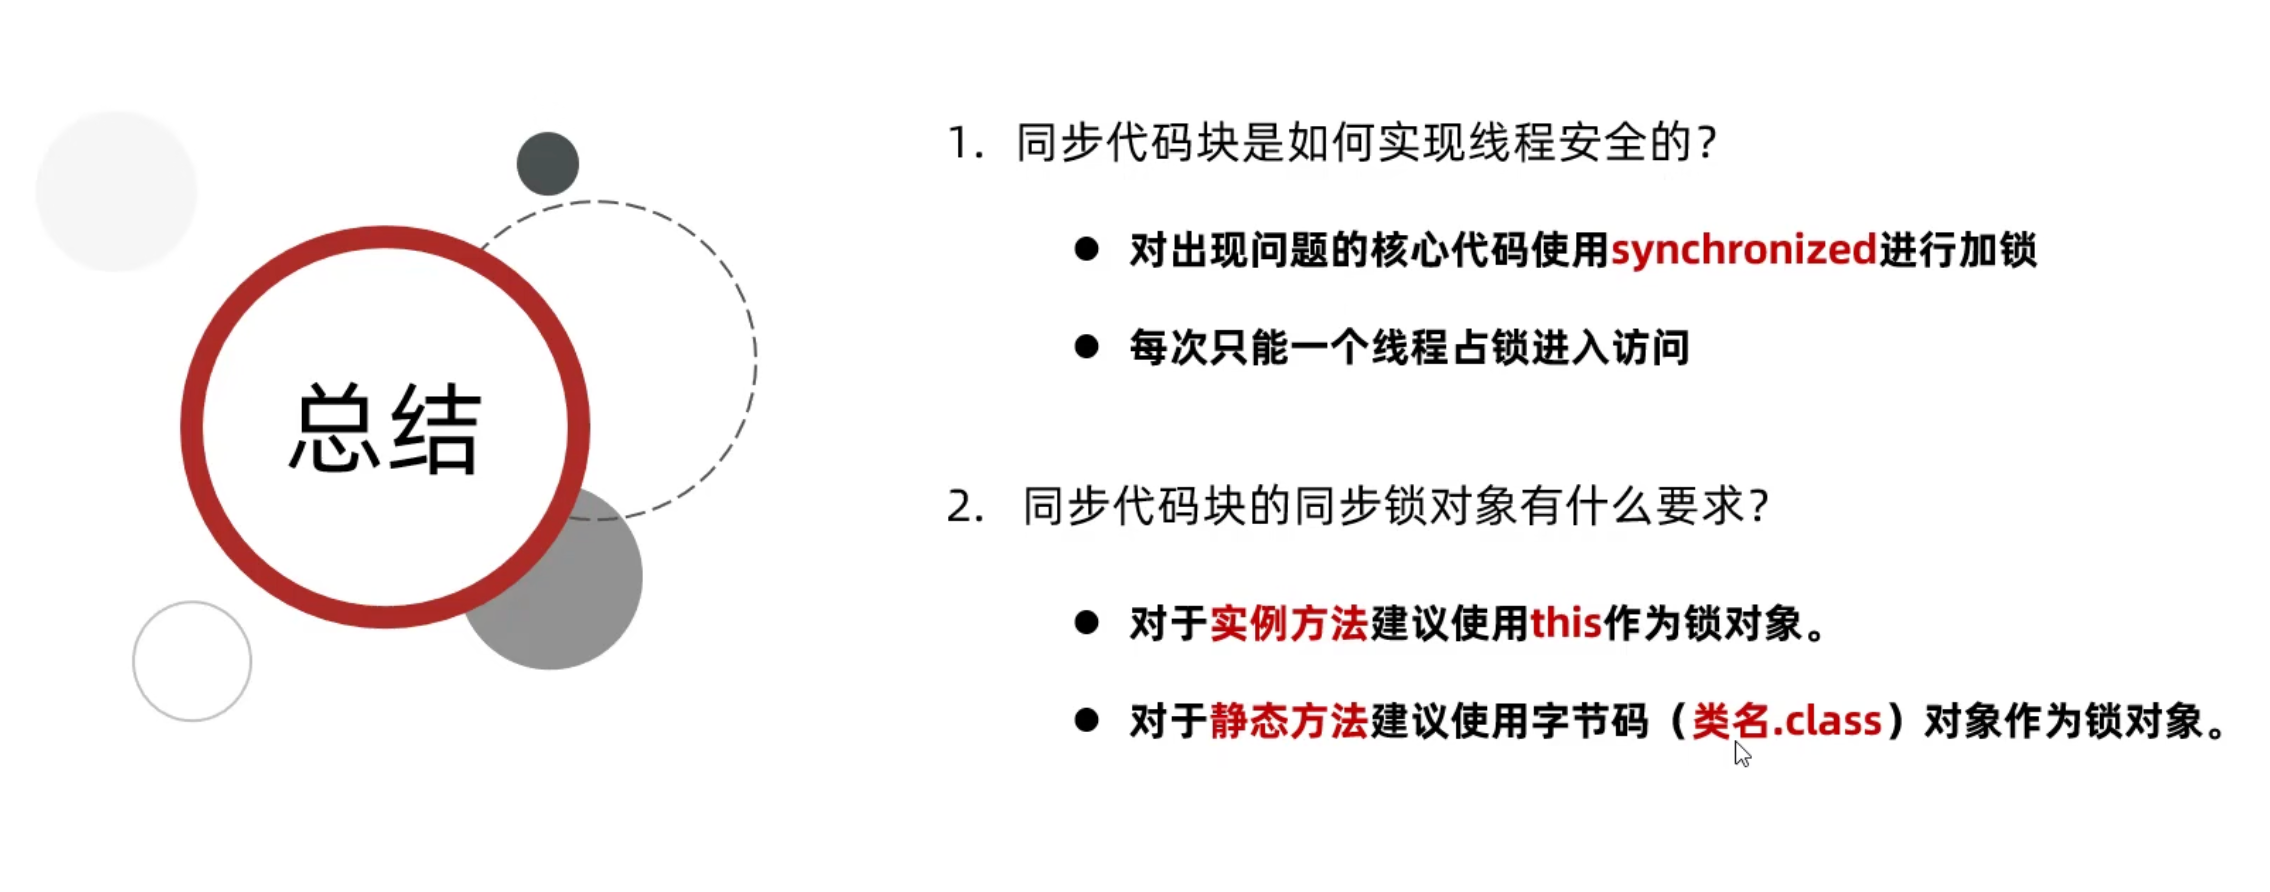 总结
1. 同步代码块是如何实现线程安全的？
● 对出现问题的核心代码使用synchronized进行加锁
● 每次只能一个线程占锁进入访问
2. 同步代码块的同步锁对象有什么要求？
● 对于实例方法建议使用this作为锁对象。
● 对于静态方法建议使用字节码（类名.class）对象作为锁对象。